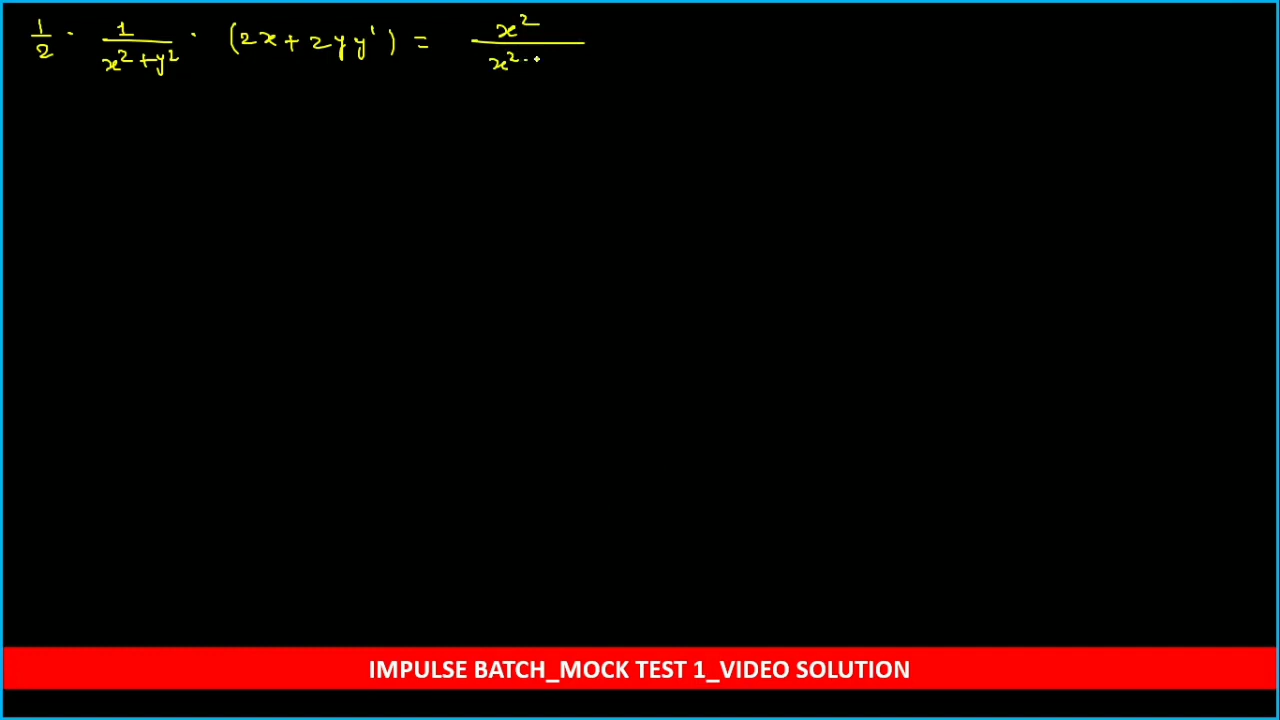 1/2 · 1/(x² + y²) · (2x + 2yy') = x²/(x² -
IMPULSE BATCH_MOCK TEST 1_VIDEO SOLUTION